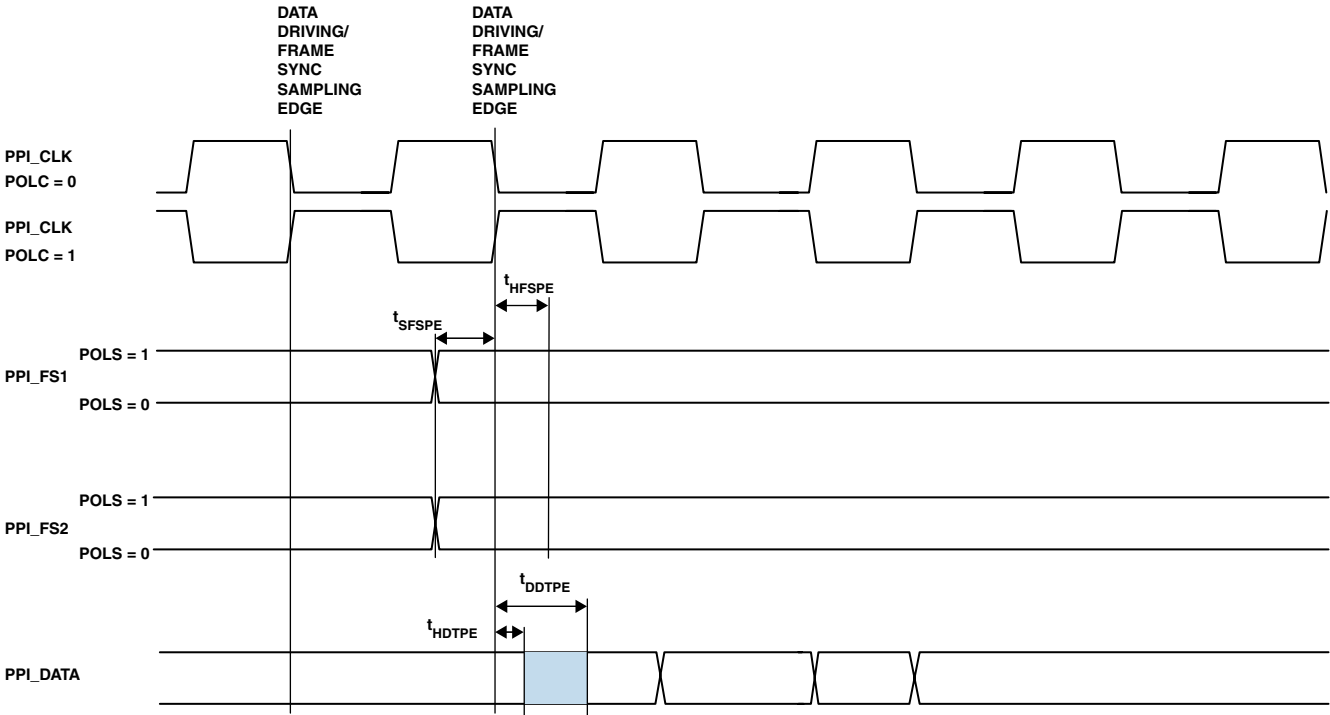 DATA
DRIVING/
FRAME
SYNC
SAMPLING
EDGE
DATA
DRIVING/
FRAME
SYNC
SAMPLING
EDGE
PPI_CLK
POLC = 0
PPI_CLK
POLC = 1
tHFSPE
tSFSPE
POLS = 1
PPI_FS1
POLS = 0
POLS = 1
PPI_FS2
POLS = 0
tDDTPE
tHDTPE
PPI_DATA